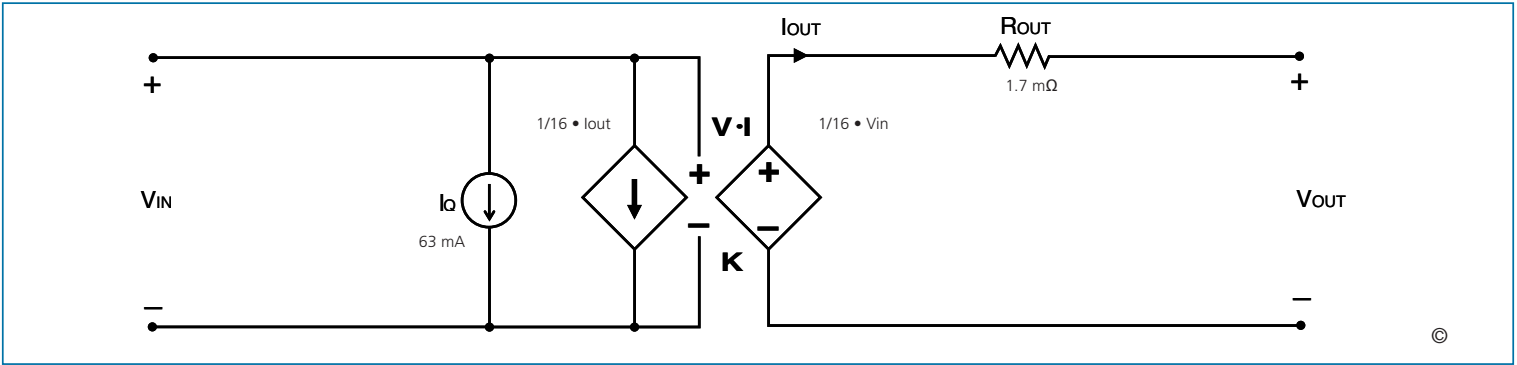 IOUT
ROUT
+
+
1.7 mΩ
1/16 • Iout
V•I
1/16 • Vin
+
+
VIN
IQ
VOUT
–
–
63 mA
K
–
–
©